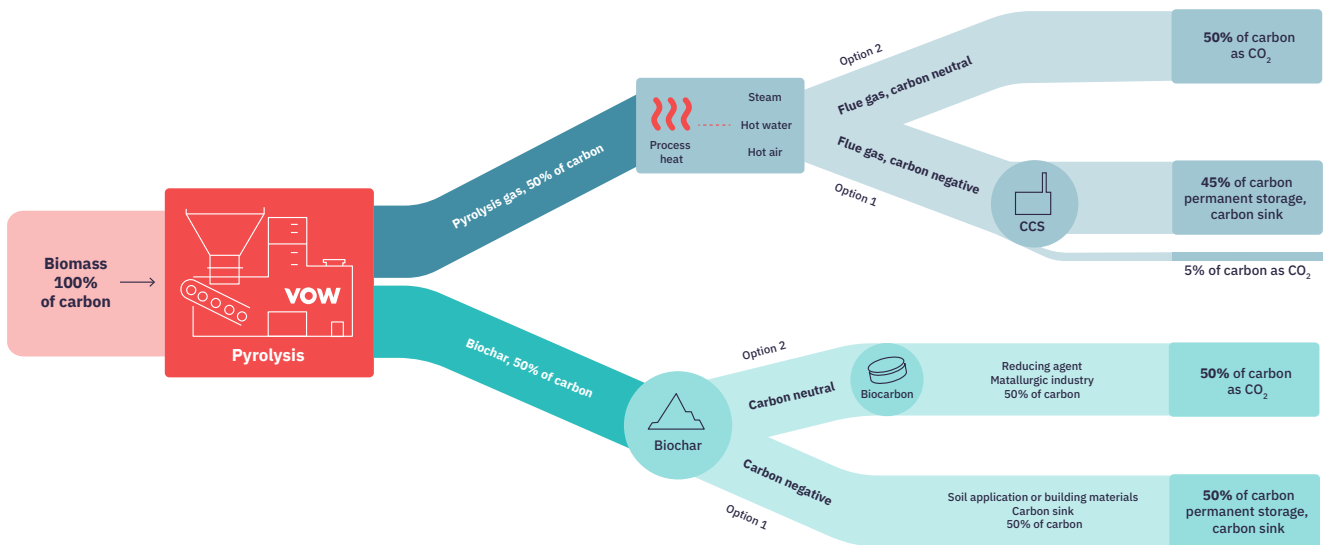 Biomass
100%
of carbon
VOW
Pyrolysis
Pyrolysis gas, 50% of carbon
Biochar, 50% of carbon
Process
heat
Steam
Hot water
Hot air
Option 2
Flue gas, carbon neutral
Flue gas, carbon negative
Option 1
CCS
50% of carbon
as CO₂
45% of carbon
permanent storage,
carbon sink
5% of carbon as CO₂
Biochar
Option 2
Carbon neutral
Biocarbon
Reducing agent
Matallurgic industry
50% of carbon
50% of carbon
as CO₂
Carbon negative
Option 1
Soil application or building materials
Carbon sink
50% of carbon
50% of carbon
permanent storage,
carbon sink